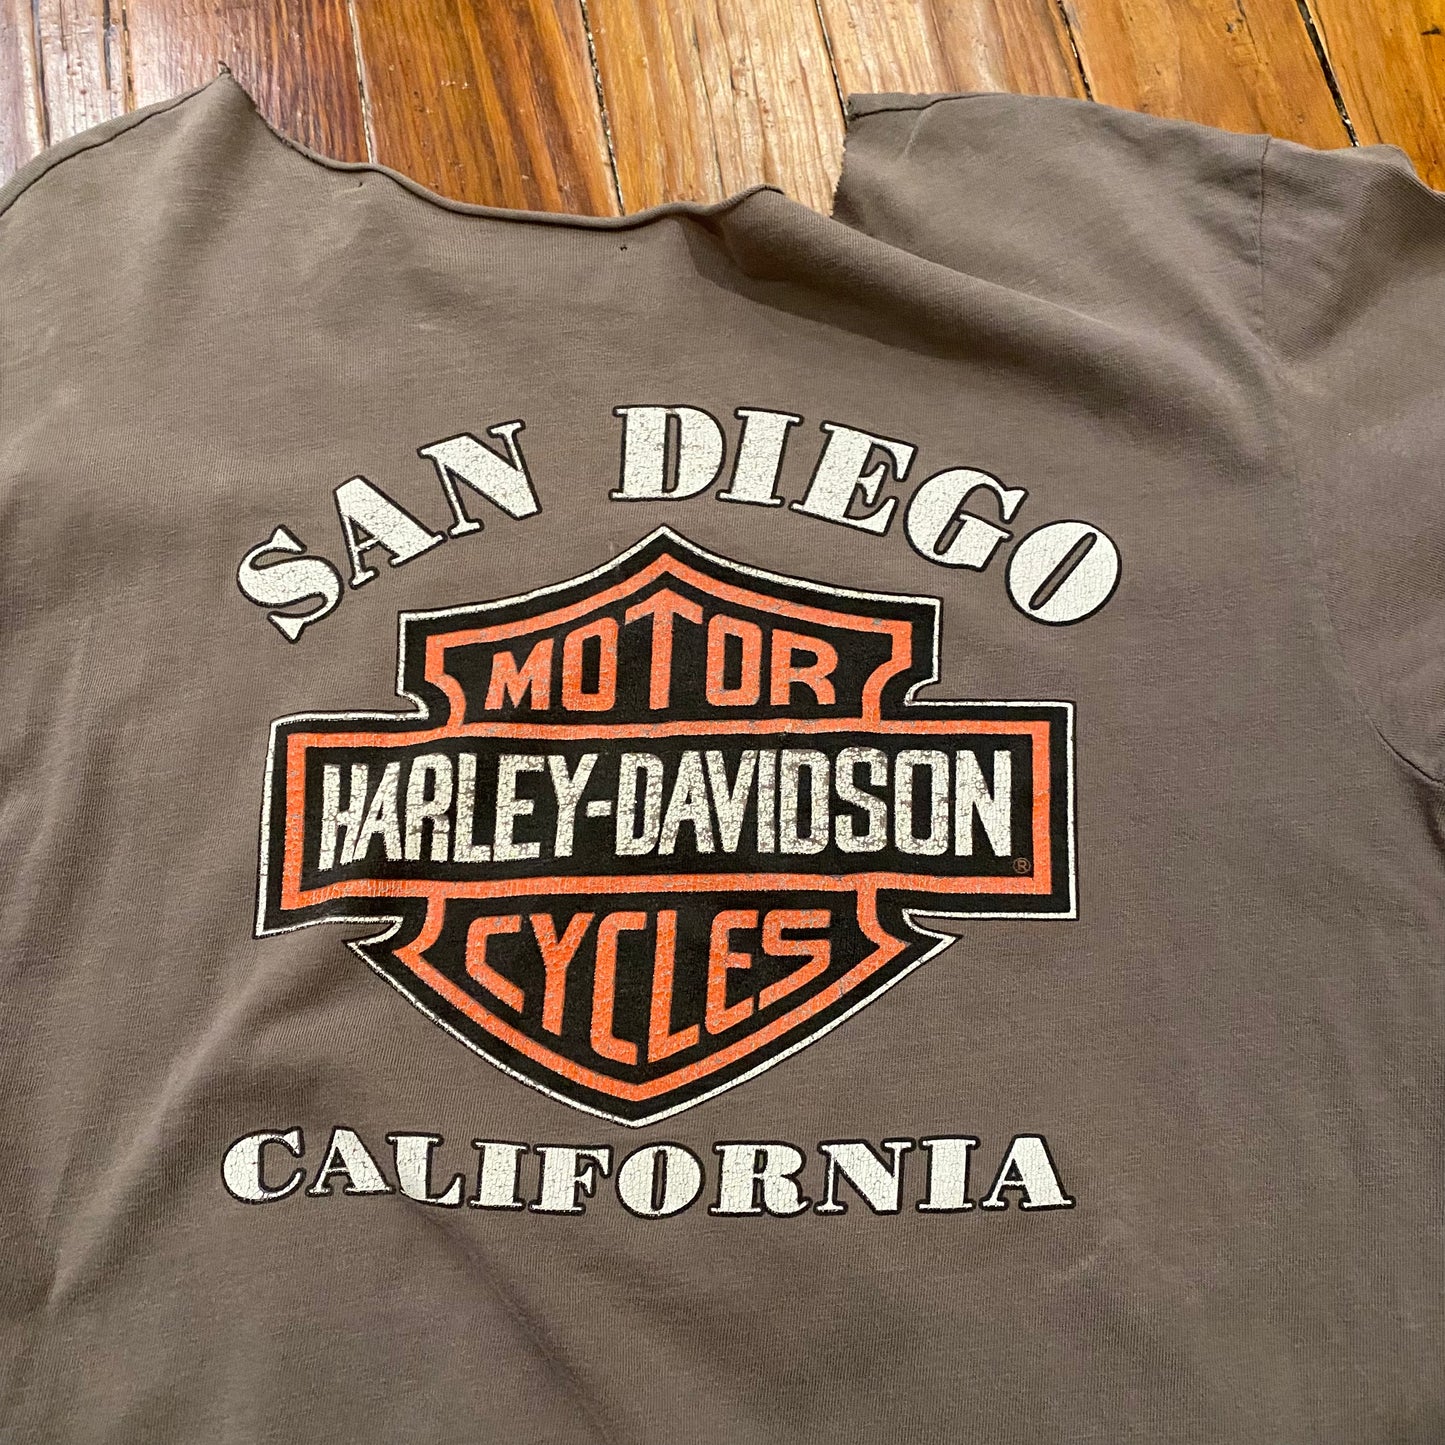 SAN DIEGO
MOTOR
HARLEY-DAVIDSON
®
CYCLES
CALIFORNIA